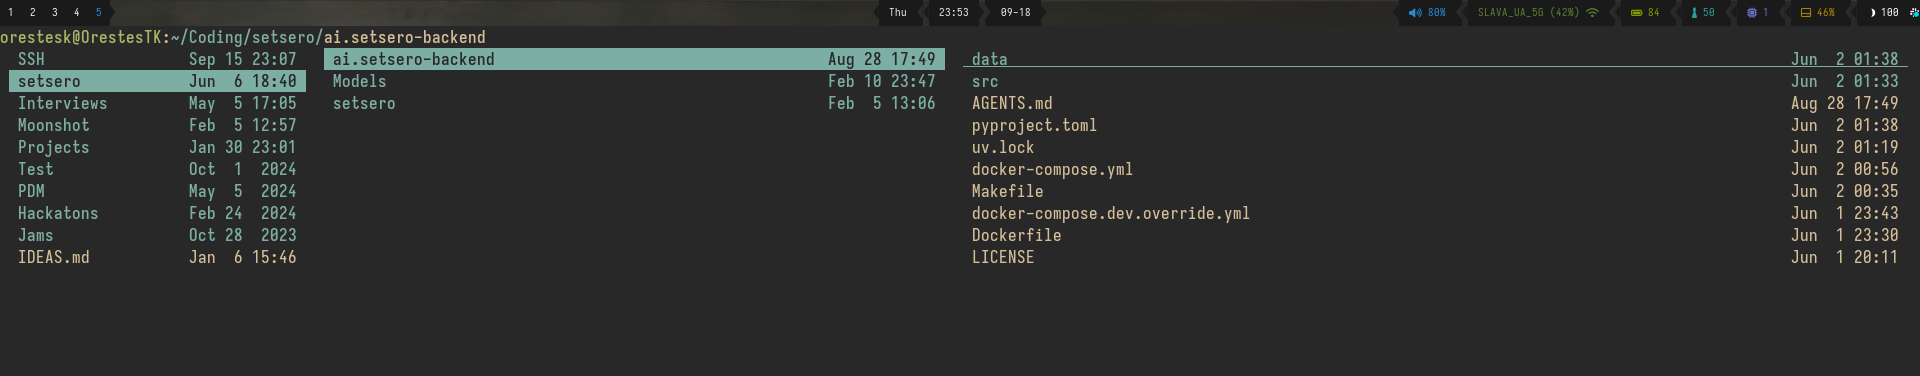 1 2 3 4 5 Thu 23:53 09-18 80% SLAVA_UA_5G (42%) 84 50 1 46% 100
orestesk@OrestesTK:~/Coding/setsero/ai.setsero-backend
SSH Sep 15 23:07 ai.setsero-backend Aug 28 17:49 data Jun 2 01:38
setsero Jun 6 18:40 Models Feb 10 23:47 src Jun 2 01:33
Interviews May 5 17:05 setsero Feb 5 13:06 AGENTS.md Aug 28 17:49
Moonshot Feb 5 12:57 pyproject.toml Jun 2 01:38
Projects Jan 30 23:01 uv.lock Jun 2 01:19
Test Oct 1 2024 docker-compose.yml Jun 2 00:56
PDM May 5 2024 Makefile Jun 2 00:35
Hackatons Feb 24 2024 docker-compose.dev.override.yml Jun 1 23:43
Jams Oct 28 2023 Dockerfile Jun 1 23:30
IDEAS.md Jan 6 15:46 LICENSE Jun 1 20:11